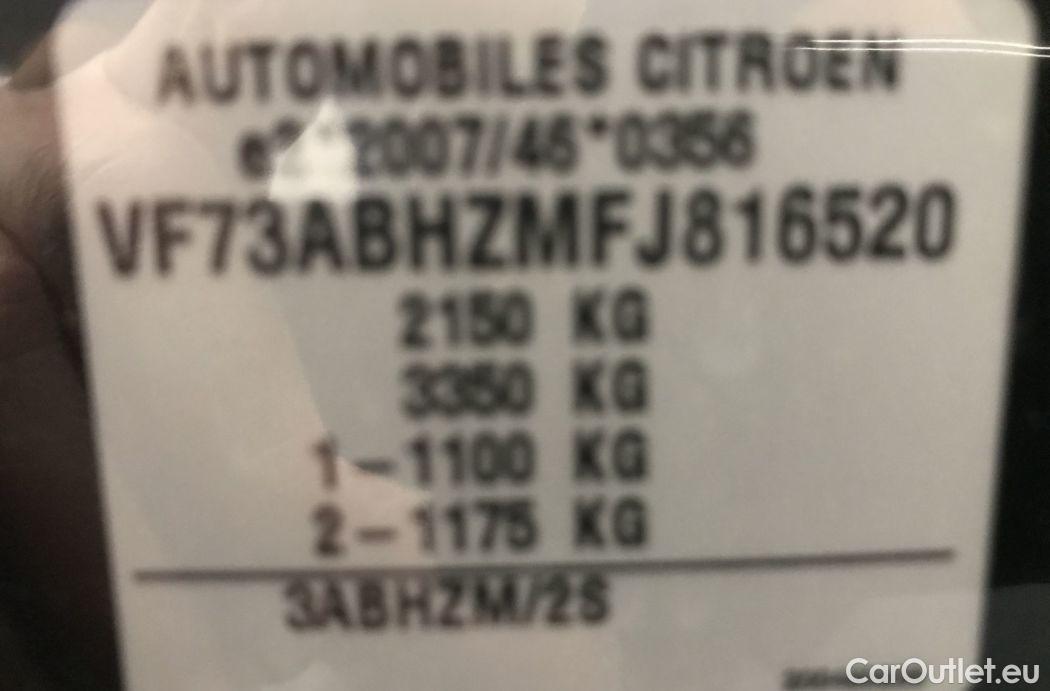 AUTOMOBILES CITROEN
e2*2007/46*0356
VF73ABHZMFJ816520
2150 KG
3350 KG
1-1100 KG
2-1175 KG
3ABHZM/2S
CarOutlet.eu